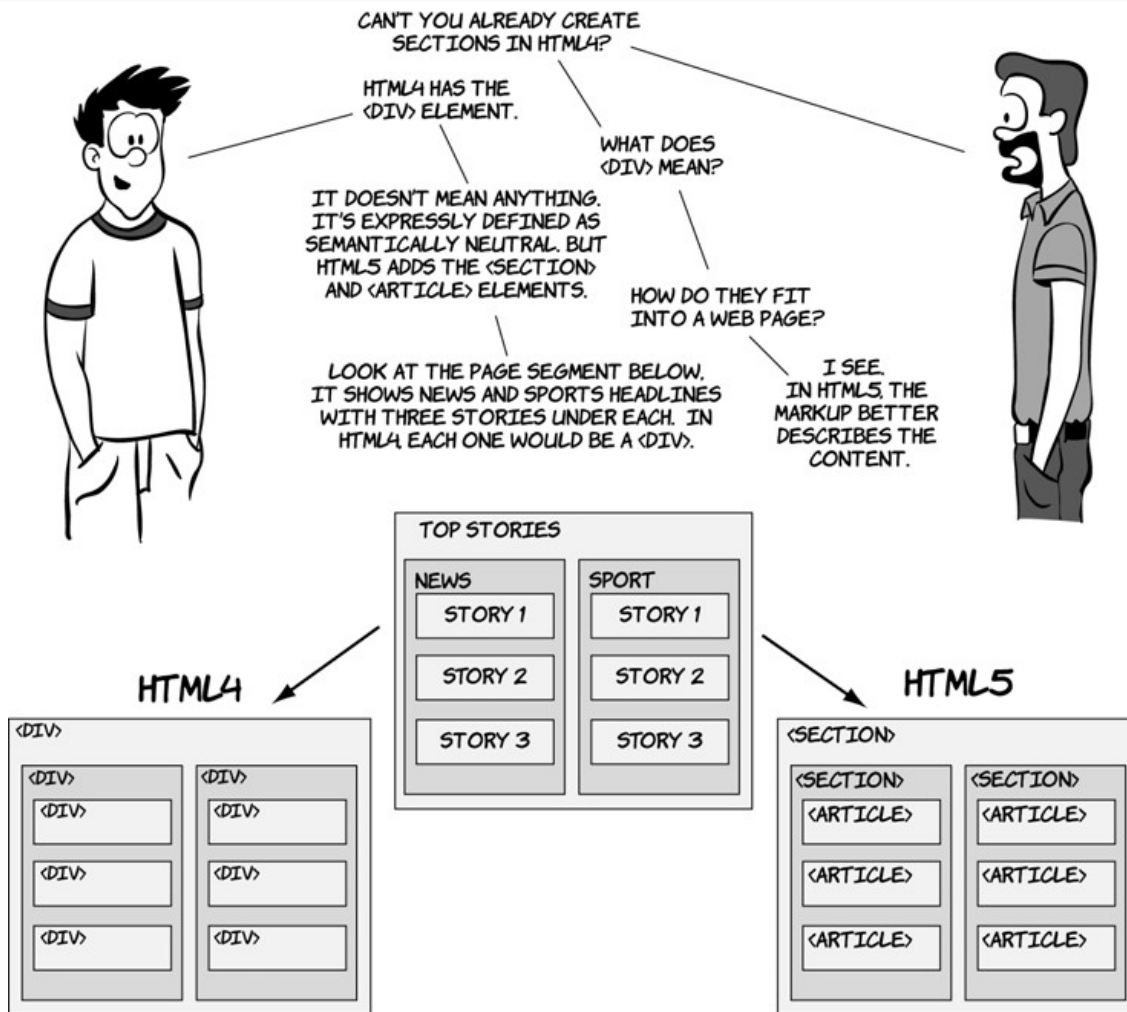 CAN'T YOU ALREADY CREATE
SECTIONS IN HTML4?
HTML4 HAS THE
<DIV> ELEMENT.
WHAT DOES
<DIV> MEAN?
IT DOESN'T MEAN ANYTHING.
IT'S EXPRESSLY DEFINED AS
SEMANTICALLY NEUTRAL. BUT
HTML5 ADDS THE <SECTION>
AND <ARTICLE> ELEMENTS.
HOW DO THEY FIT
INTO A WEB PAGE?
LOOK AT THE PAGE SEGMENT BELOW.
IT SHOWS NEWS AND SPORTS HEADLINES
WITH THREE STORIES UNDER EACH. IN
HTML4, EACH ONE WOULD BE A <DIV>.
I SEE.
IN HTML5, THE
MARKUP BETTER
DESCRIBES THE
CONTENT.
TOP STORIES
NEWS
STORY 1
STORY 2
STORY 3
SPORT
STORY 1
STORY 2
STORY 3
HTML4
<DIV>
<DIV>
<DIV>
<DIV>
<DIV>
<DIV>
<DIV>
<DIV>
<DIV>
HTML5
<SECTION>
<SECTION>
<ARTICLE>
<ARTICLE>
<ARTICLE>
<SECTION>
<ARTICLE>
<ARTICLE>
<ARTICLE>